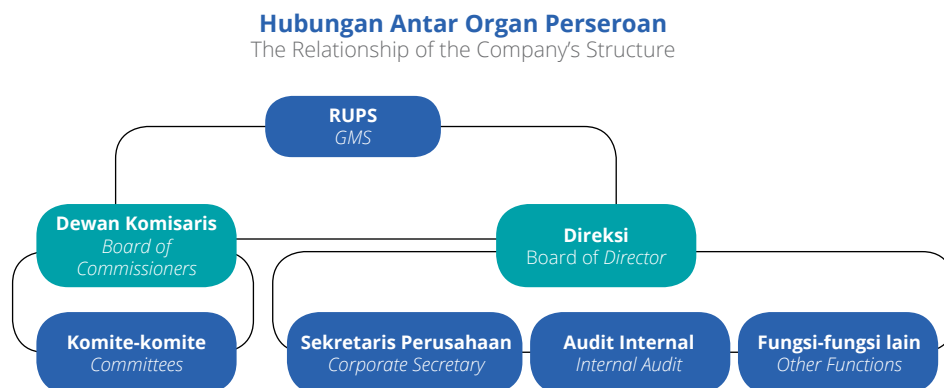 Hubungan Antar Organ Perseroan
The Relationship of the Company’s Structure
RUPS
GMS
Dewan Komisaris
Board of
Commissioners
Direksi
Board of Director
Komite-komite
Committees
Sekretaris Perusahaan
Corporate Secretary
Audit Internal
Internal Audit
Fungsi-fungsi lain
Other Functions